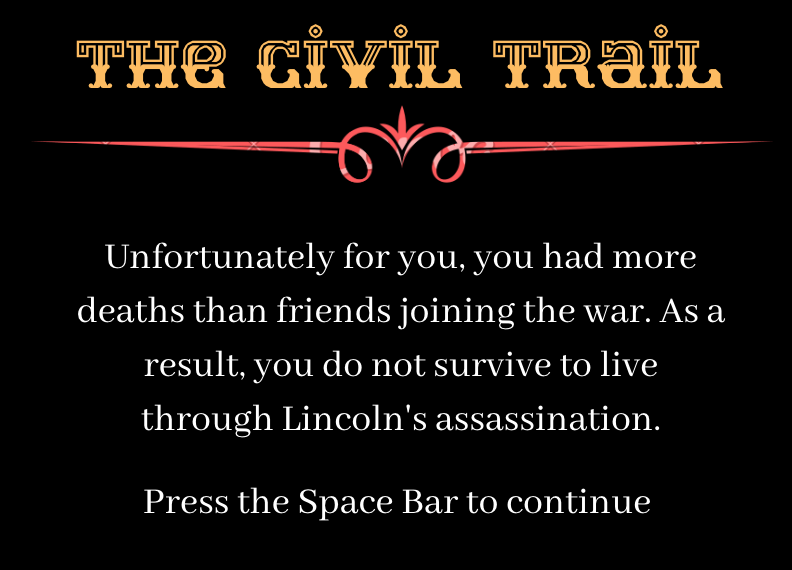 THe CiViL TRaiL
Unfortunately for you, you had more
deaths than friends joining the war. As a
result, you do not survive to live
through Lincoln's assassination.
Press the Space Bar to continue